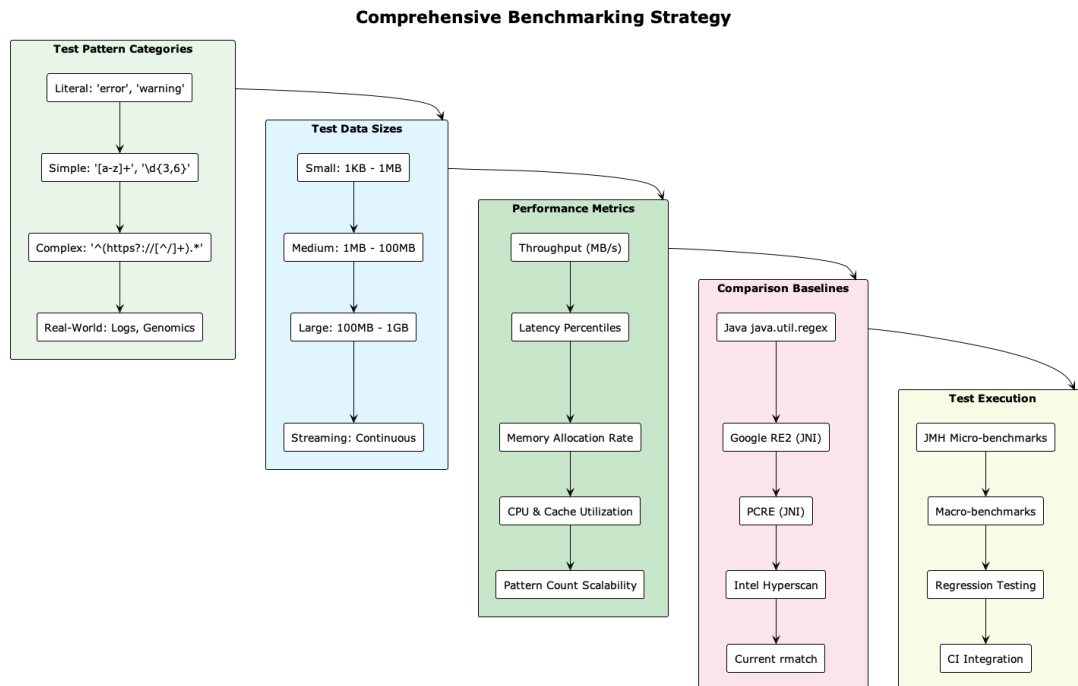 Comprehensive Benchmarking Strategy
Test Pattern Categories
Literal: 'error', 'warning'
Simple: '[a-z]+', '\d{3,6}'
Complex: '^(https?://[^/]+).*'
Real-World: Logs, Genomics
Test Data Sizes
Small: 1KB - 1MB
Medium: 1MB - 100MB
Large: 100MB - 1GB
Streaming: Continuous
Performance Metrics
Throughput (MB/s)
Latency Percentiles
Memory Allocation Rate
CPU & Cache Utilization
Pattern Count Scalability
Comparison Baselines
Java java.util.regex
Google RE2 (JNI)
PCRE (JNI)
Intel Hyperscan
Current rmatch
Test Execution
JMH Micro-benchmarks
Macro-benchmarks
Regression Testing
CI Integration